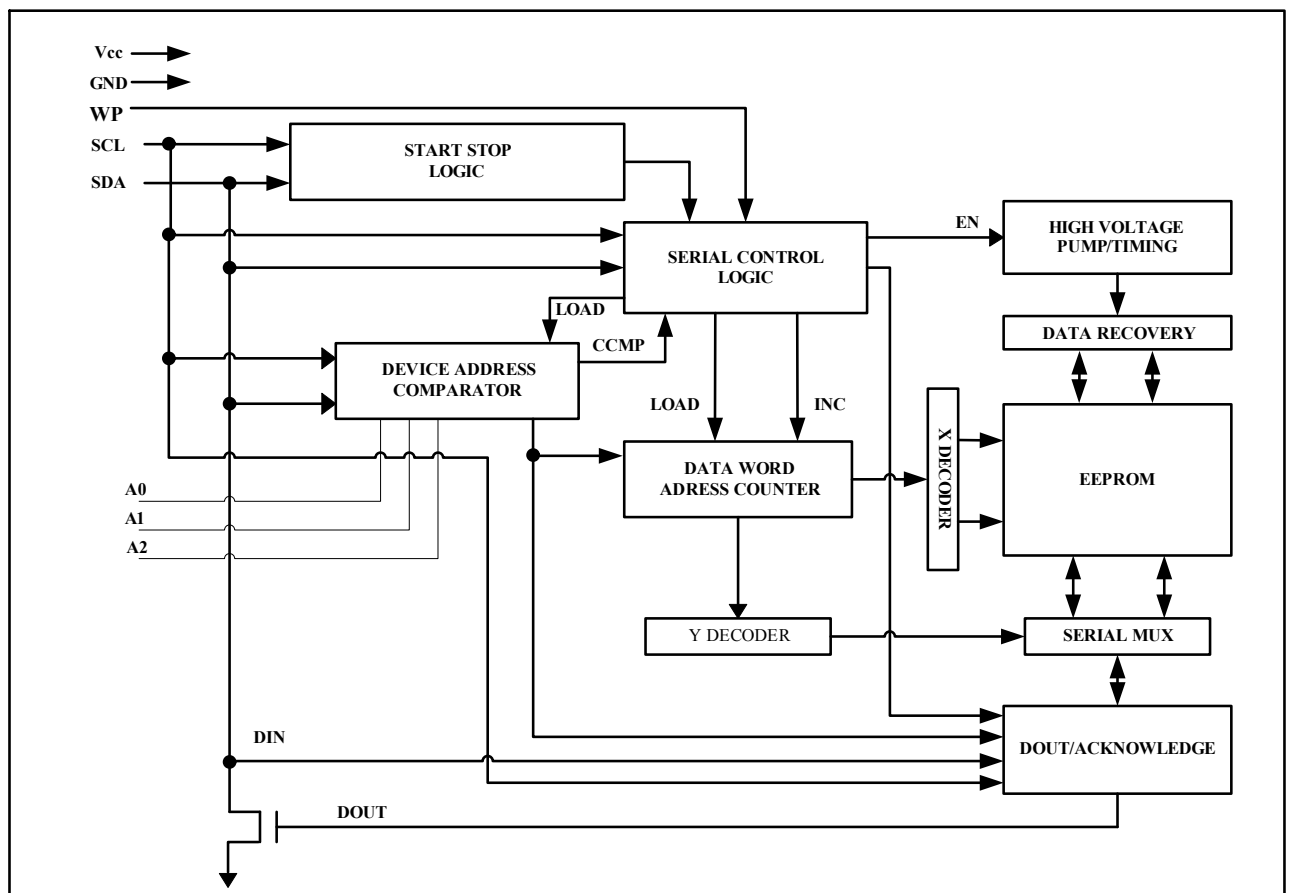 Vcc
GND
WP
SCL
SDA
START STOP
LOGIC
SERIAL CONTROL
LOGIC
EN
HIGH VOLTAGE
PUMP/TIMING
LOAD
CCMP
DATA RECOVERY
DEVICE ADDRESS
COMPARATOR
LOAD
INC
X DECODER
EEPROM
DATA WORD
ADRESS COUNTER
A0
A1
A2
Y DECODER
SERIAL MUX
DIN
DOUT/ACKNOWLEDGE
DOUT